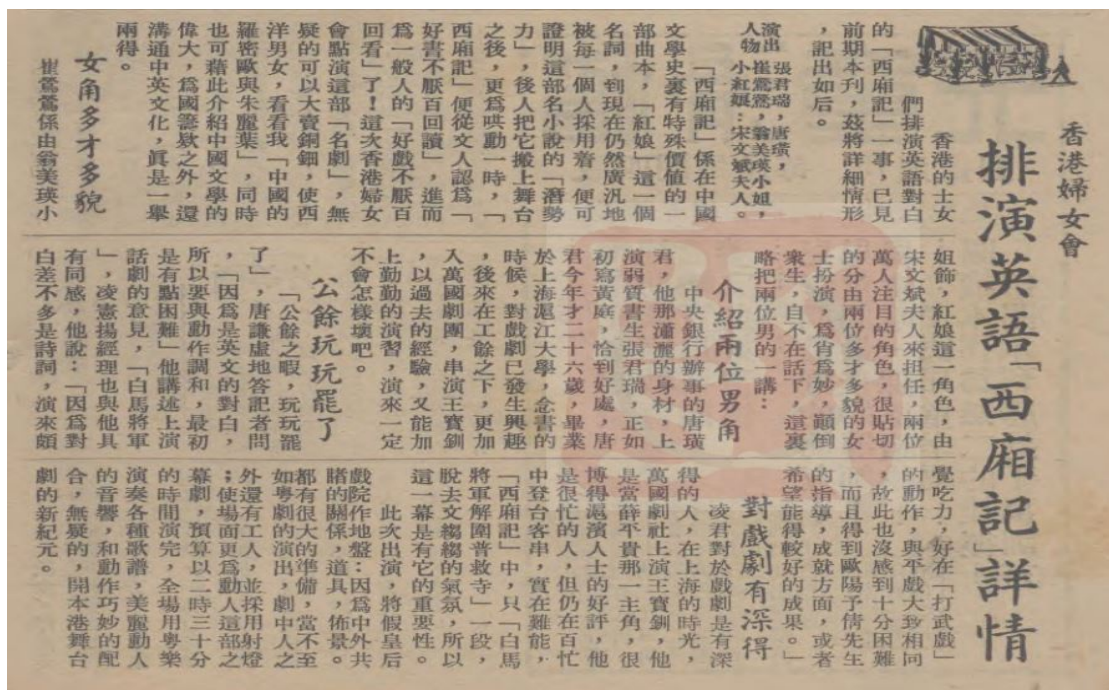 香港婦女會
排演英語「西廂記」詳情
香港的士女
們排演英語對白
的「西廂記」一事,已見
前期本刊,茲將詳細情形
,記出如后。
演出 張君瑞,唐璜,
崔鶯鶯,翁美瑛小姐,
人物 小紅娘:宋文斌夫人。
「西廂記」係在中國
文學史裏有特殊價值的一
部曲本,「紅娘」這一個
名詞,到現在仍然廣汎地
被每一個人採用着,便可
證明這部名小說的「潛勢
力」,後人把它搬上舞台
之後,更爲哄動一時,「
西廂記」便從文人認爲「
好書不厭百回讀」,進而
爲一般人的「好戲不厭百
回看」了!這次香港婦女
會點演這部「名劇」,無
疑的可以大賣銅鈿,使西
洋男女,看看我「中國的
羅密歐與朱麗葉」,同時
也可藉此介紹中國文學的
偉大,爲國籌欵之外,還
溝通中英文化,眞是一舉
兩得。
女角多才多貌
崔鶯鶯係由翁美瑛小
姐飾,紅娘這一角色,由
宋文斌夫人來担任,兩位
萬人注目的角色,很貼切
的分由兩位多才多貌的女
士扮演,爲肖爲妙,顚倒
衆生,自不在話下,這裏
略把兩位男的一講:
介紹兩位男角
中央銀行辦事的唐璜
君,他那瀟灑的身材,上
演弱質書生張君瑞,正如
初寫黃庭,恰到好處,唐
君今年才二十六歲,畢業
於上海滬江大學,念書的
時候,對戲劇已發生興趣
,後來在工餘之下,更加
入萬國劇團,串演王寶釧
,以過去的經驗,又能加
上勤勤的演習,演來一定
不會怎樣壞吧。
公餘玩玩罷了
「公餘之暇,玩玩罷
了」,唐謙虛地答記者問
,「因爲是英文的對白,
所以要與動作調和,最初
是有點困難」他講述上演
話劇的意見,「白馬將軍
」,凌憲揚經理也與他具
有同感,他說:「因爲對
白差不多是詩詞,演來頗
覺吃力,好在「打武戲」
的動作,與平戲大致相同
,故此也沒感到十分困難
,而且得到歐陽予倩先生
的指導,成就方面,或者
希望能得較好的成果。」
對戲劇有深得
凌君對於戲劇是有深
得的人,在上海的時光,
萬國劇社上演王寶釧,他
是當薛平貴那一主角,很
博得滬濱人士的好評,他
是很忙的人,但仍在百忙
中登台客串,實在難能,
「西廂記」中,只「白馬
將軍解圍普救寺」一段,
脫去文縐縐的氣氛,所以
這一幕是有它的重要性。
此次出演,將假皇后
戲院作地盤:因爲中外共
賭的關係,道具,佈景。
都有很大的準備,當不至
如粵劇的演出,劇中人之
外還有工人,並採用射燈
;使塲面更爲動人這部之
幕劇,預算以二時三十分
的時間演完,全塲用粵樂
演奏各種歌譜,美麗動人
的音響,和動作巧妙的配
合,無疑的,開本港舞台
劇的新紀元。